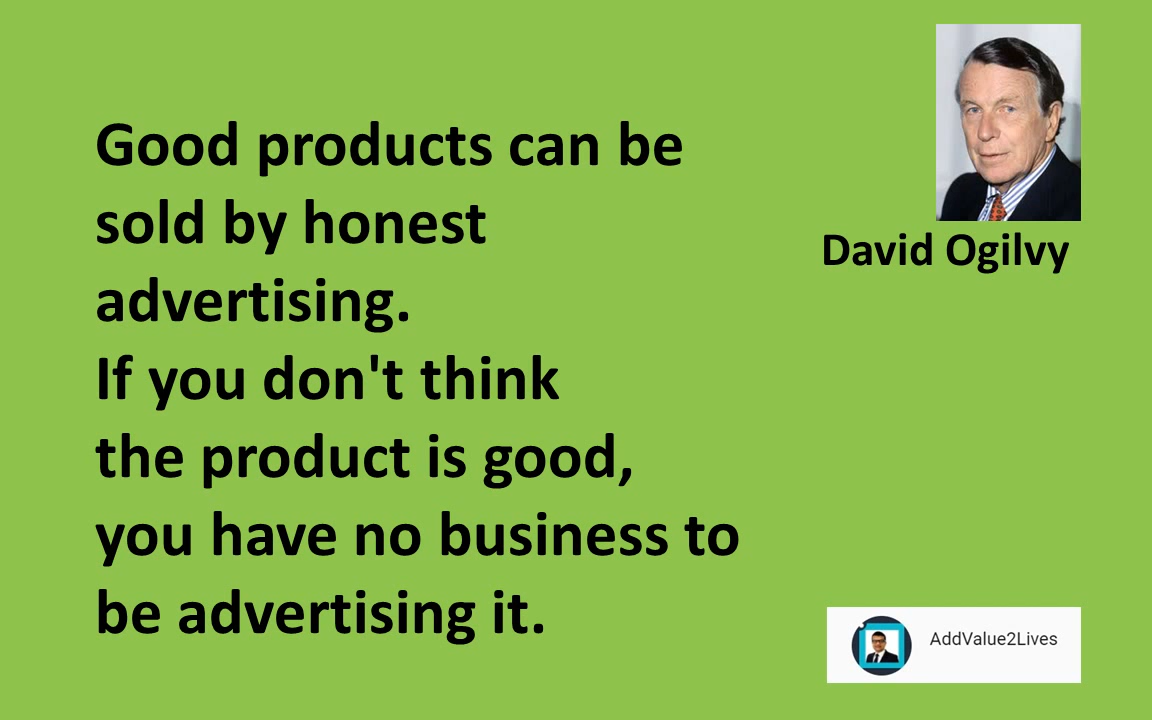 Good products can be
sold by honest
advertising.
If you don't think
the product is good,
you have no business to
be advertising it.
David Ogilvy
AddValue2Lives